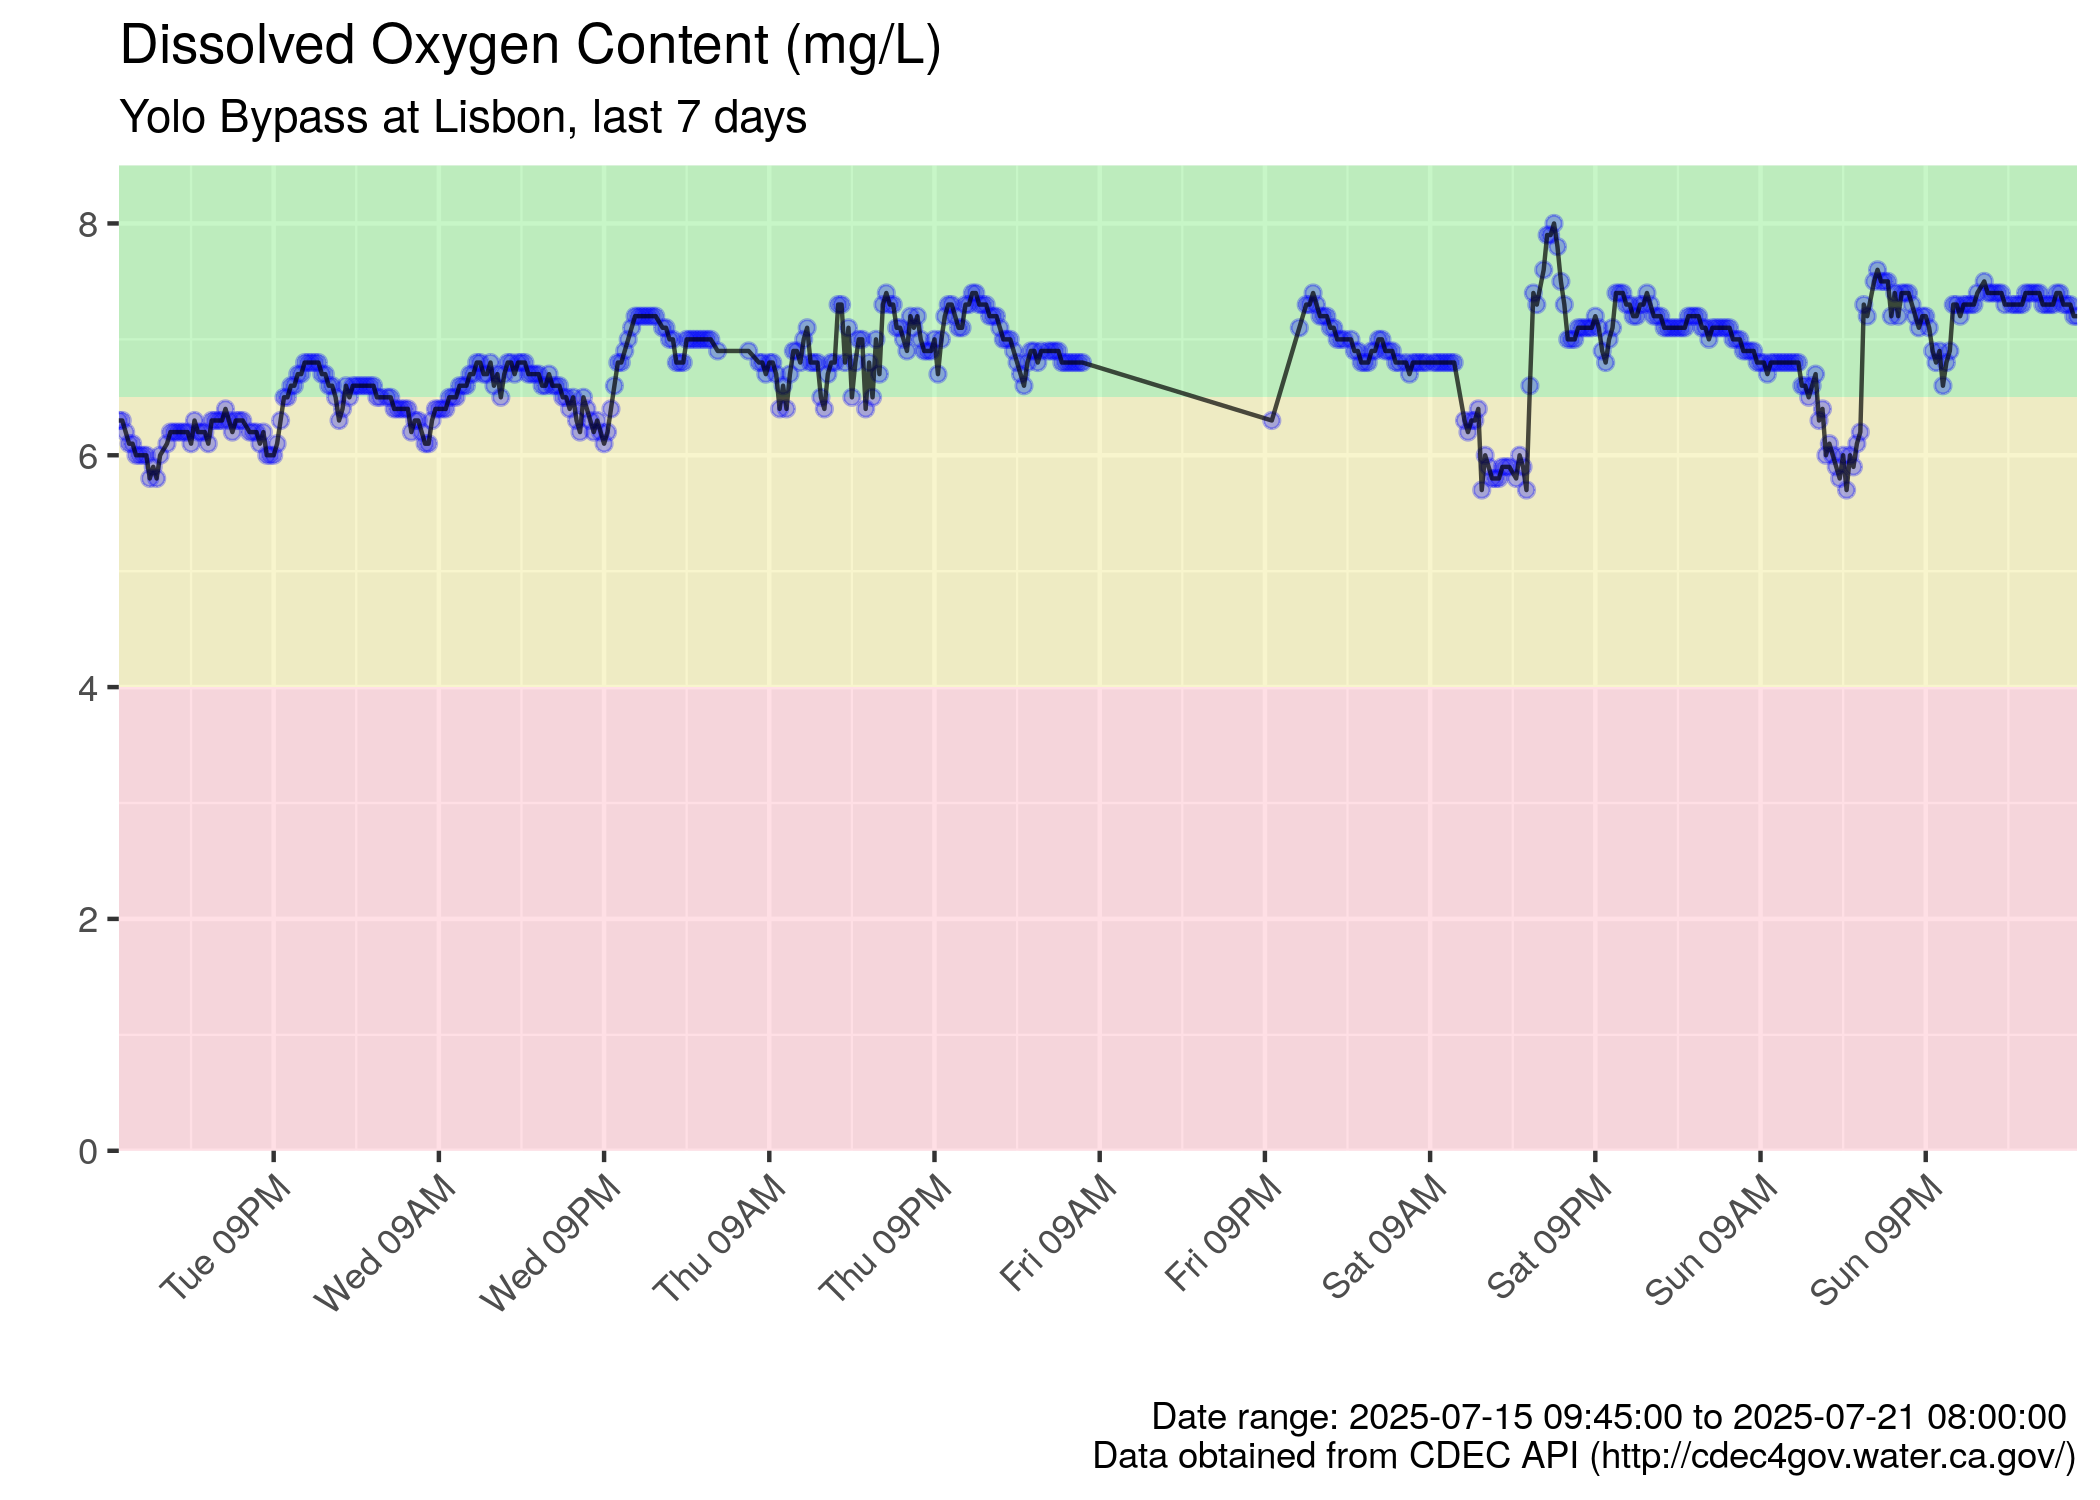 Dissolved Oxygen Content (mg/L)
Yolo Bypass at Lisbon, last 7 days
8
6
4
2
0
Tue 09PM
Wed 09AM
Wed 09PM
Thu 09AM
Thu 09PM
Fri 09AM
Fri 09PM
Sat 09AM
Sat 09PM
Sun 09AM
Sun 09PM
Date range: 2025-07-15 09:45:00 to 2025-07-21 08:00:00
Data obtained from CDEC API (http://cdec4gov.water.ca.gov/)